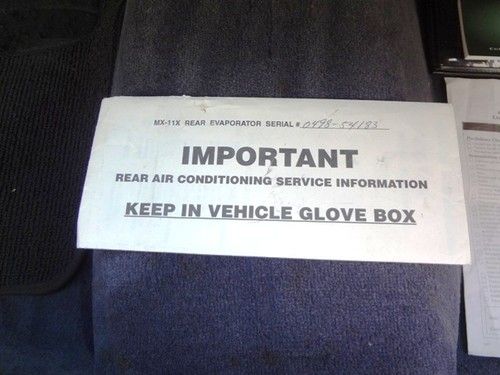 MX-11X REAR EVAPORATOR SERIAL # 0498-54183
IMPORTANT
REAR AIR CONDITIONING SERVICE INFORMATION
KEEP IN VEHICLE GLOVE BOX